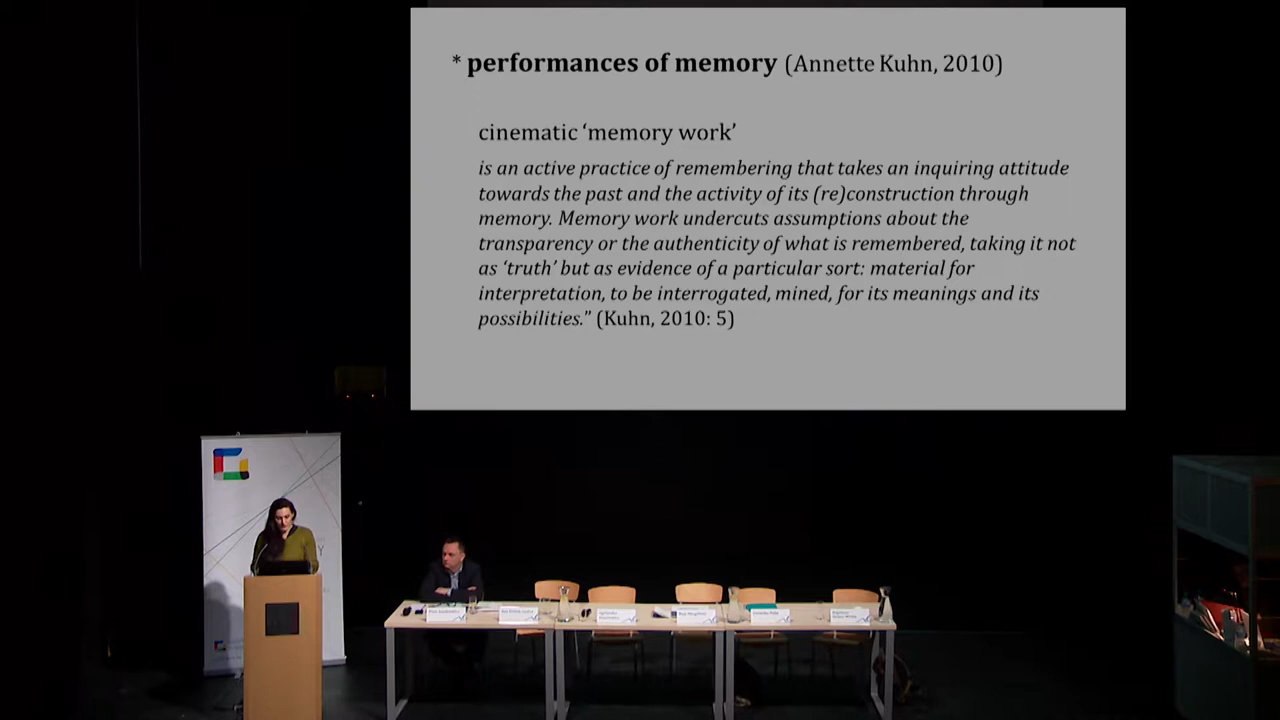 * performances of memory (Annette Kuhn, 2010)
cinematic ‘memory work’
is an active practice of remembering that takes an inquiring attitude
towards the past and the activity of its (re)construction through
memory. Memory work undercuts assumptions about the
transparency or the authenticity of what is remembered, taking it not
as ‘truth’ but as evidence of a particular sort: material for
interpretation, to be interrogated, mined, for its meanings and its
possibilities.” (Kuhn, 2010: 5)